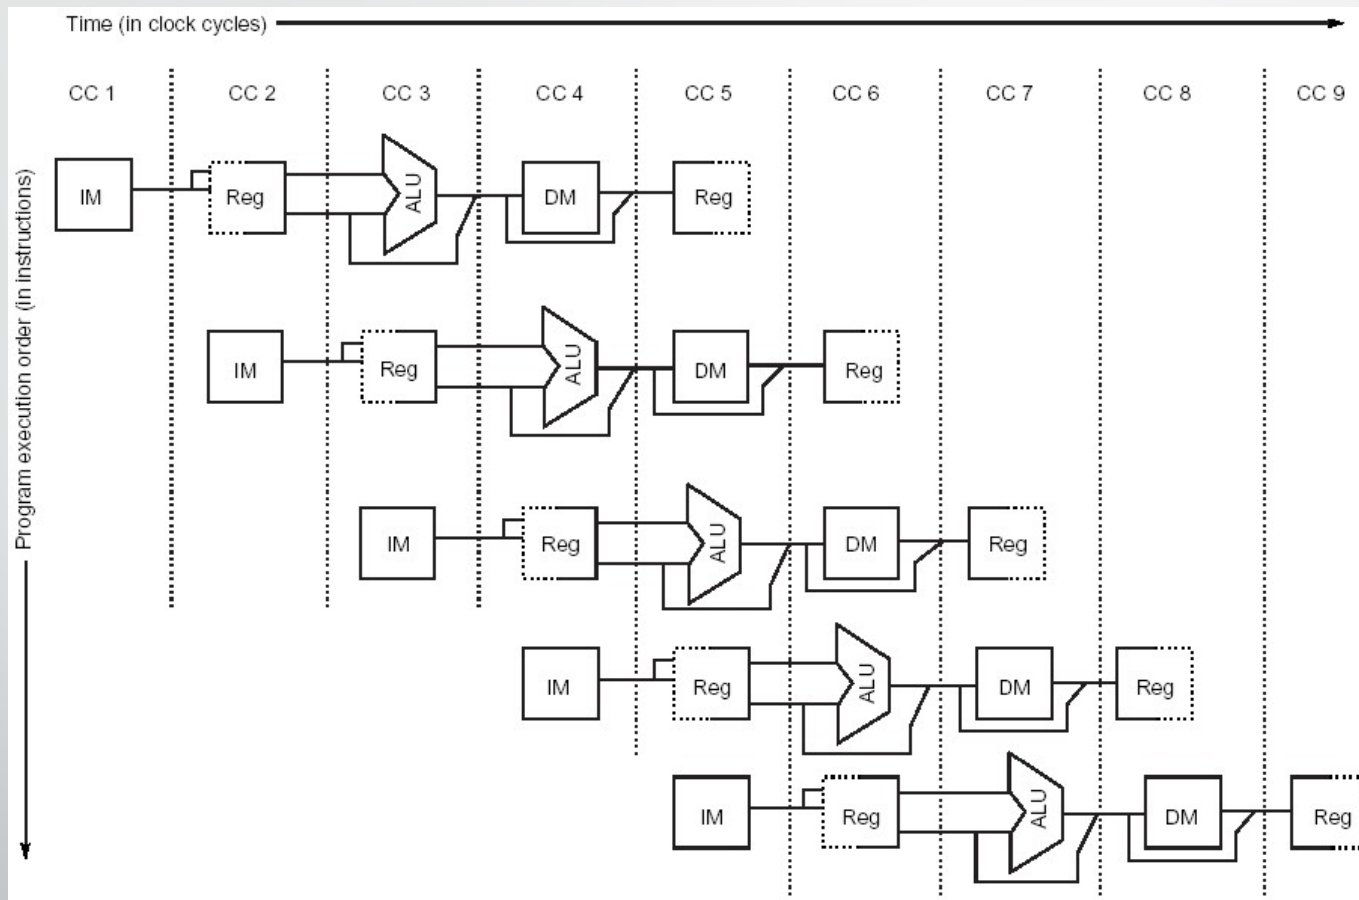 Time (in clock cycles)
CC 1 CC 2 CC 3 CC 4 CC 5 CC 6 CC 7 CC 8 CC 9
Program execution order (in instructions)
IM Reg ALU DM Reg
IM Reg ALU DM Reg
IM Reg ALU DM Reg
IM Reg ALU DM Reg
IM Reg ALU DM Reg